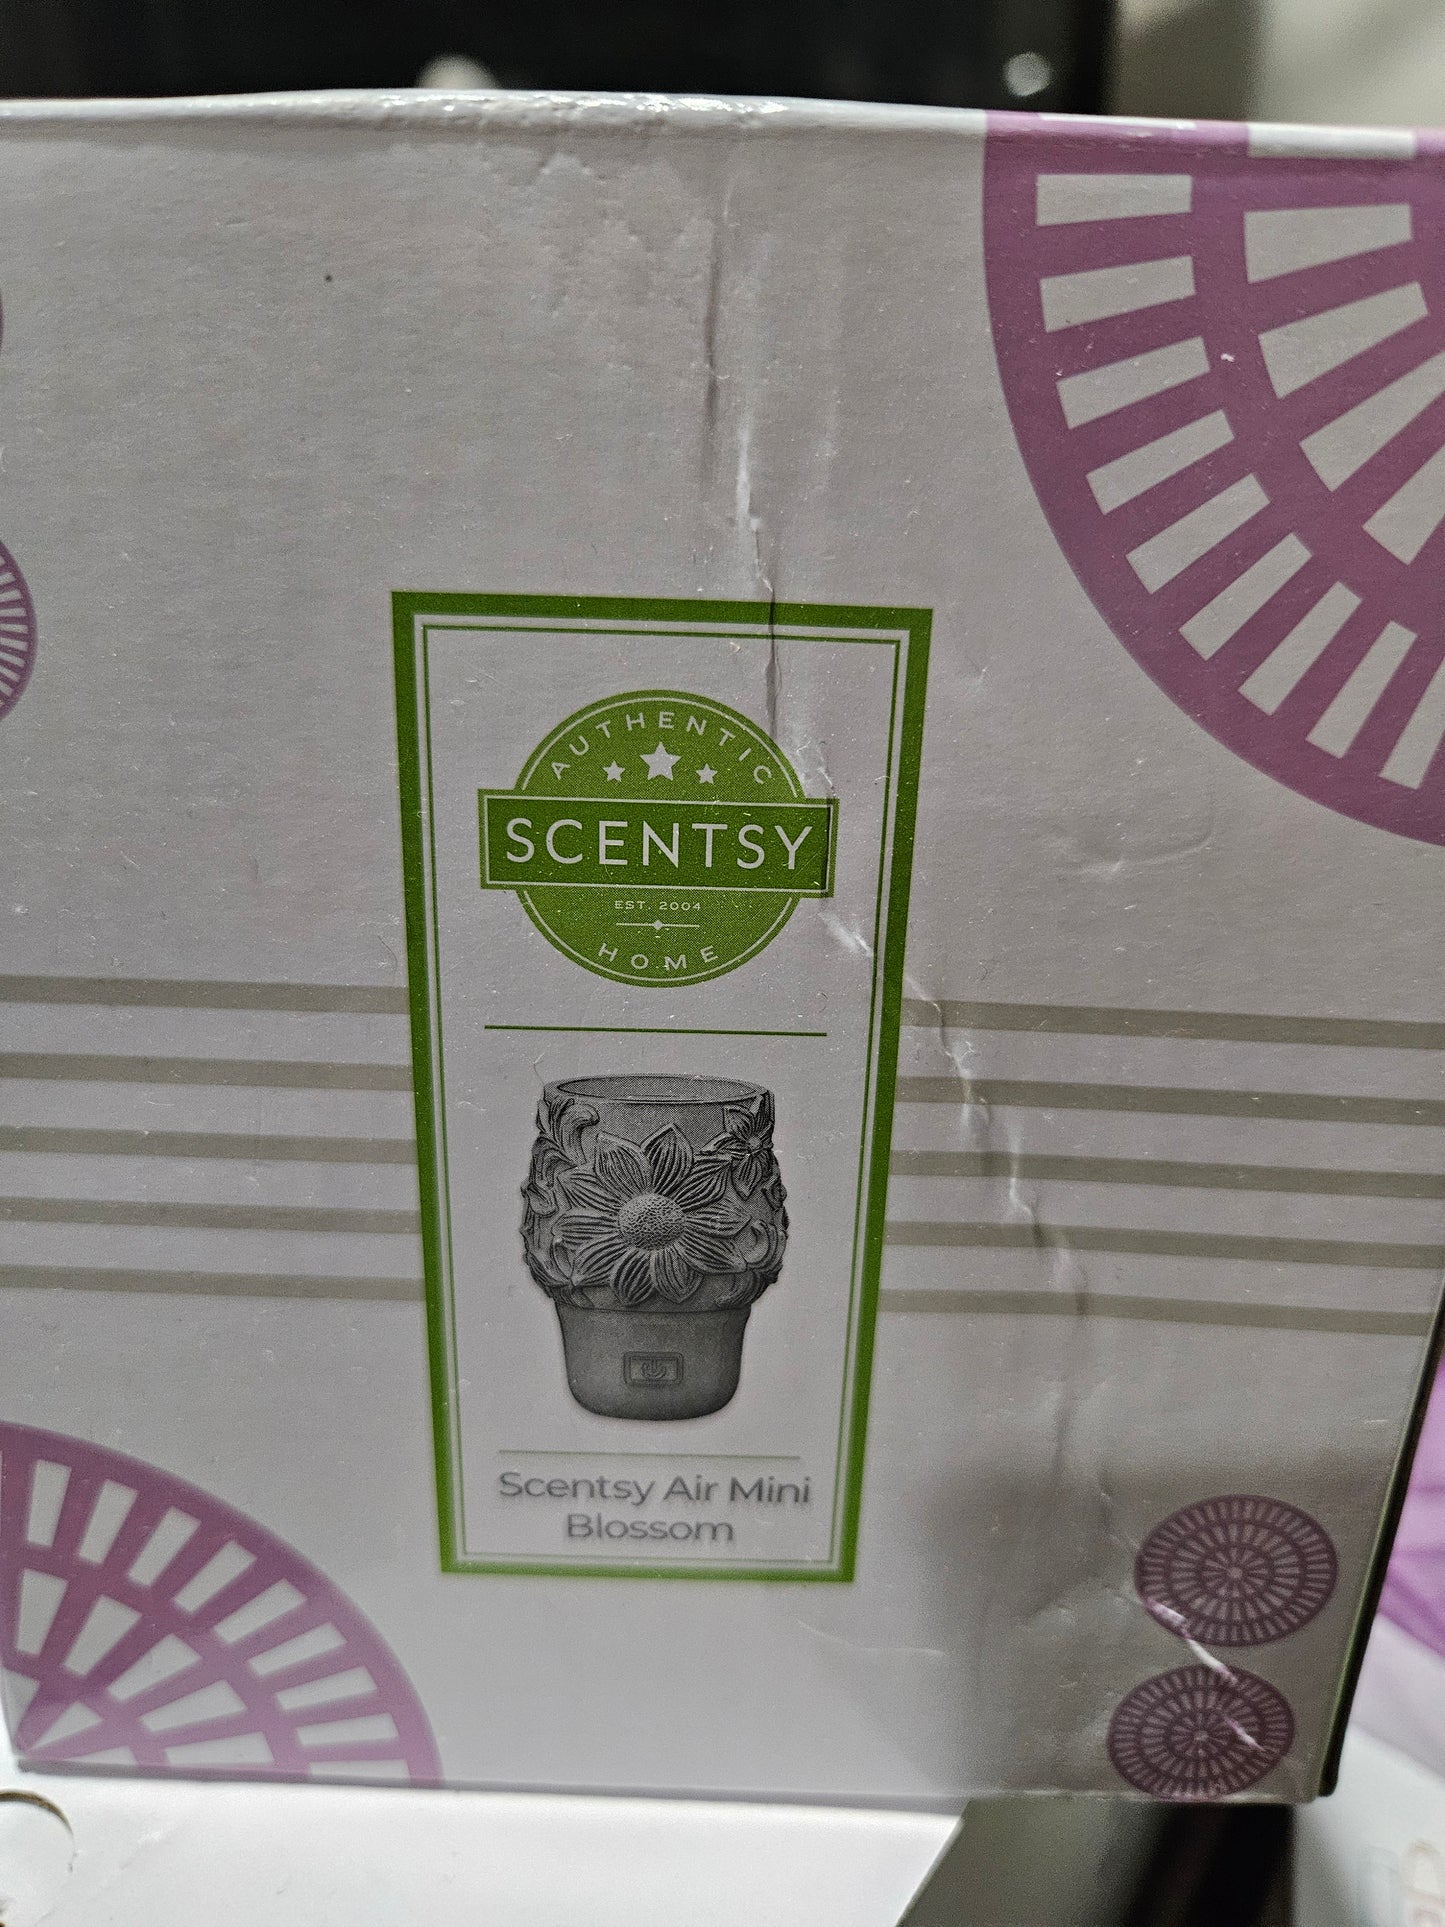 AUTHENTIC
SCENTSY
EST. 2004
HOME
Scentsy Air Mini
Blossom